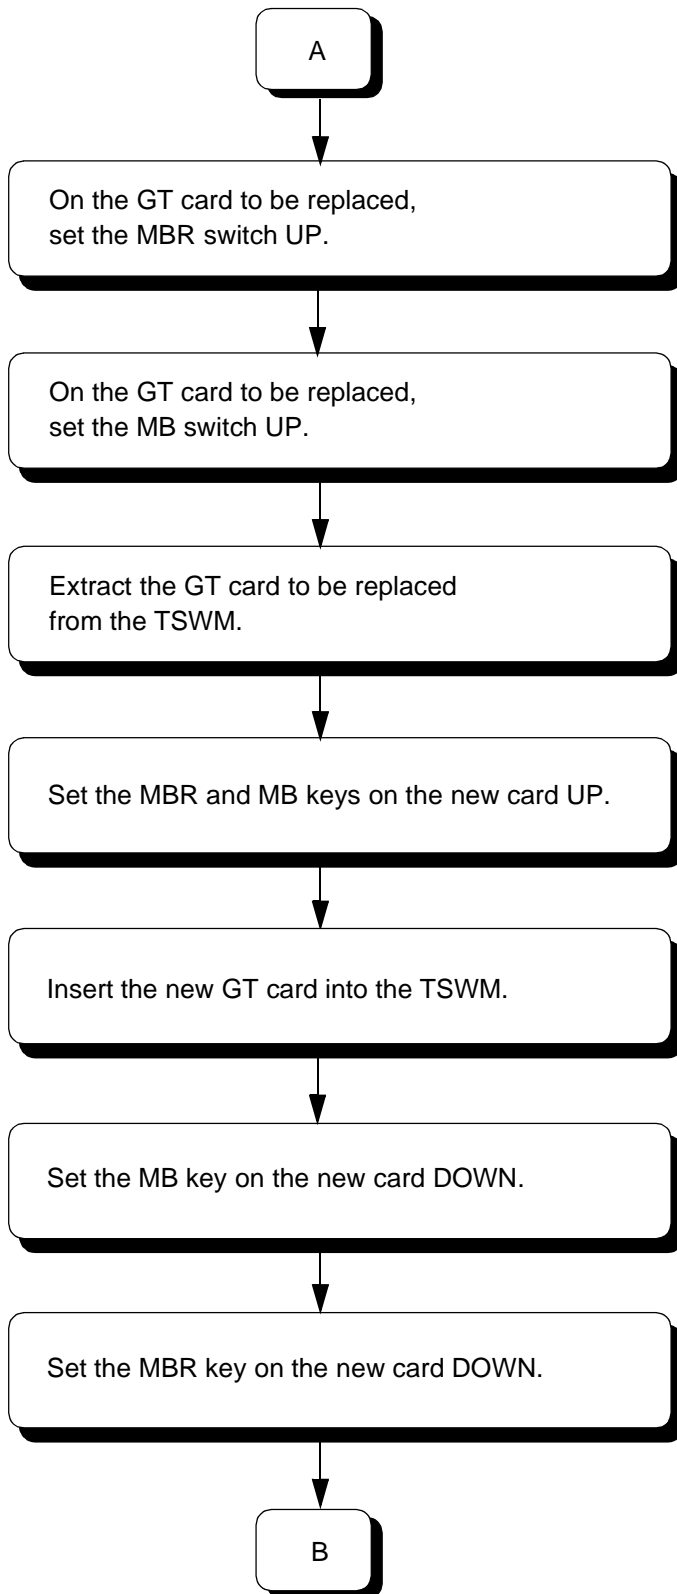 A
On the GT card to be replaced,
set the MBR switch UP.
On the GT card to be replaced,
set the MB switch UP.
Extract the GT card to be replaced
from the TSWM.
Set the MBR and MB keys on the new card UP.
Insert the new GT card into the TSWM.
Set the MB key on the new card DOWN.
Set the MBR key on the new card DOWN.
B